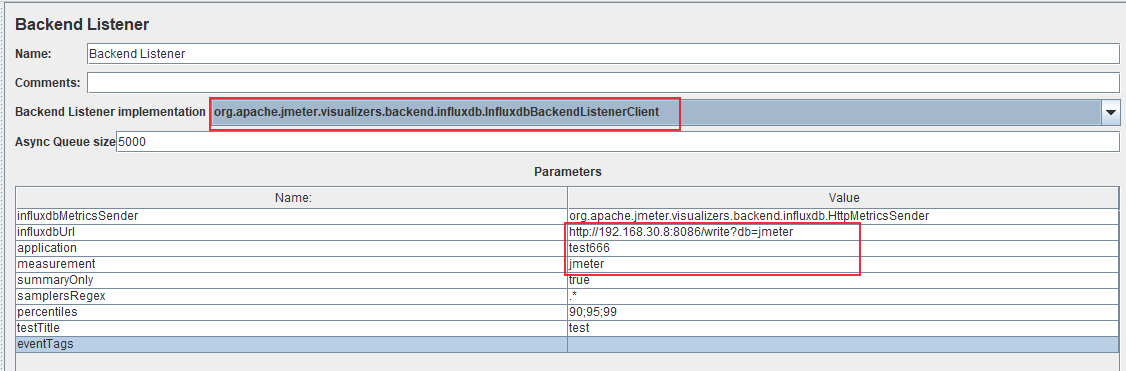 Backend Listener
Name: Backend Listener
Comments:
Backend Listener implementation org.apache.jmeter.visualizers.backend.influxdb.InfluxdbBackendListenerClient
Async Queue size 5000
Parameters
Name: Value
influxdbMetricsSender org.apache.jmeter.visualizers.backend.influxdb.HttpMetricsSender
influxdbUrl http://192.168.30.8:8086/write?db=jmeter
application test666
measurement jmeter
summaryOnly true
samplersRegex .*
percentiles 90;95;99
testTitle test
eventTags